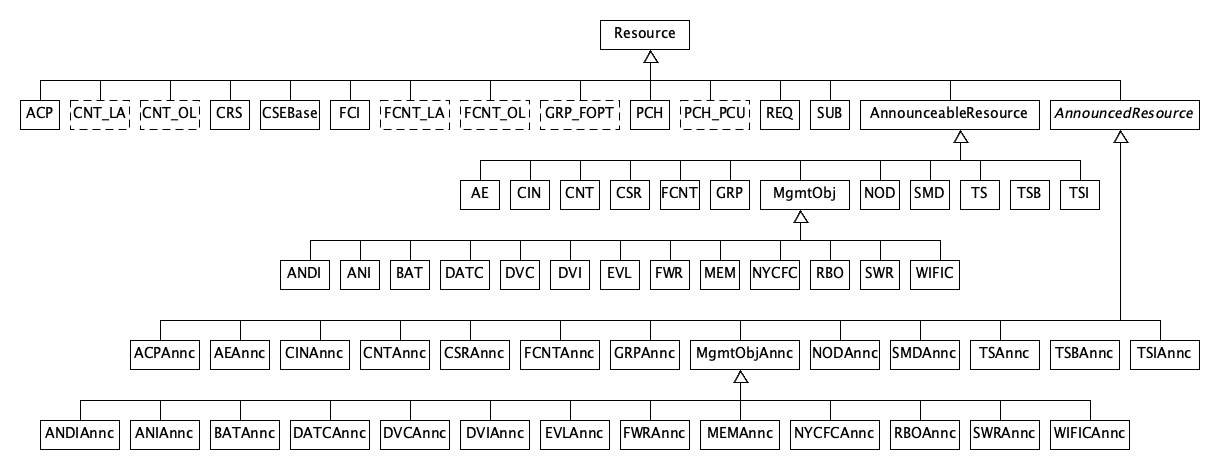 Resource
ACP CNT_LA CNT_OL CRS CSEBase FCI FCNT_LA FCNT_OL GRP_FOPT PCH PCH_PCU REQ SUB AnnounceableResource AnnouncedResource
AE CIN CNT CSR FCNT GRP MgmtObj NOD SMD TS TSB TSI
ANDI ANI BAT DATC DVC DVI EVL FWR MEM NYCFC RBO SWR WIFIC
ACPAnnc AEAnnc CINAnnc CNTAnnc CSRAnnc FCNTAnnc GRPAnnc MgmtObjAnnc NODAnnc SMDAnnc TSAnnc TSBAnnc TSIAnnc
ANDIAnnc ANIAnnc BATAnnc DATCAnnc DVCAnnc DVIAnnc EVLAnnc FWRAnnc MEMAnnc NYCFCAnnc RBOAnnc SWRAnnc WIFICAnnc